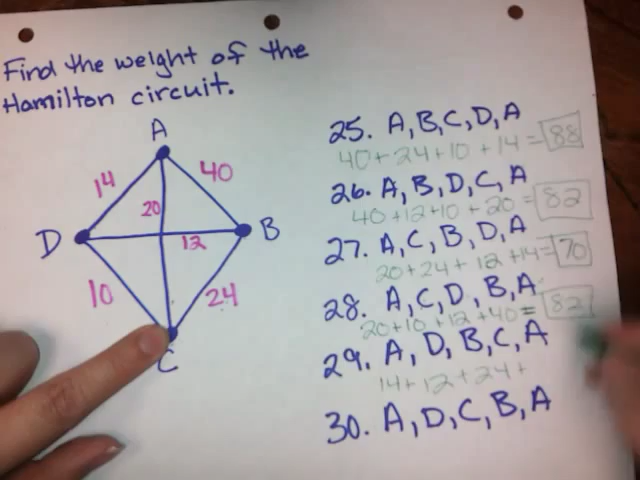 Find the weight of the
Hamilton circuit.
A
14
40
20
D
12
B
10
24
C
25. A, B, C, D, A
40+24+10+14=88
26. A, B, D, C, A
40+12+10+20=82
27. A, C, B, D, A
20+24+12+14=70
28. A, C, D, B, A
20+10+12+40=82
29. A, D, B, C, A
14+12+24+
30. A, D, C, B, A